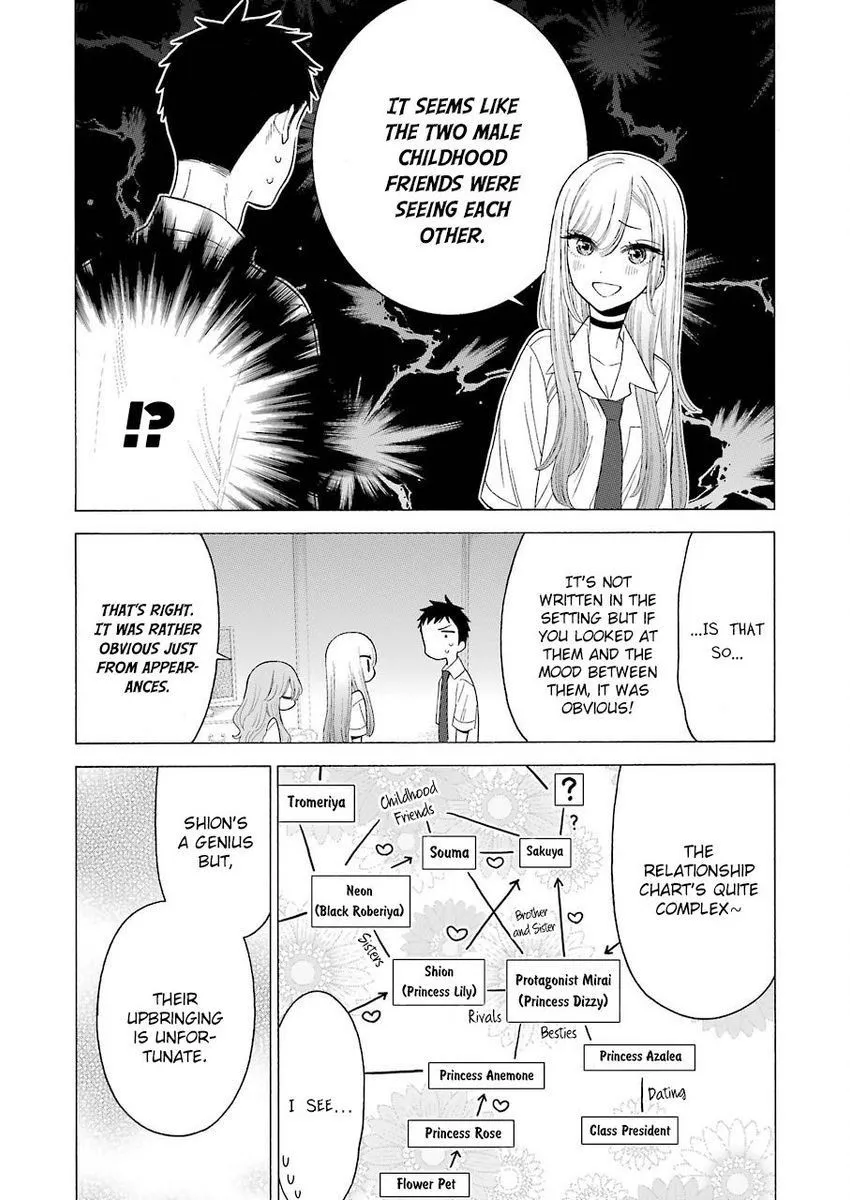 IT SEEMS LIKE
THE TWO MALE
CHILDHOOD
FRIENDS WERE
SEEING EACH
OTHER.
!?
...IS THAT
SO...
IT'S NOT
WRITTEN IN THE
SETTING BUT IF
YOU LOOKED AT
THEM AND THE
MOOD BETWEEN
THEM, IT WAS
OBVIOUS!
THAT'S RIGHT.
IT WAS RATHER
OBVIOUS JUST
FROM APPEAR-
ANCES.
THE
RELATIONSHIP
CHART'S QUITE
COMPLEX~
?
?
Tromeriya
Childhood
Friends
Souma
Sakuya
Neon
(Black Roberiya)
Brother
and Sister
Sisters
Shion
(Princess Lily)
Protagonist Mirai
(Princess Dizzy)
Rivals
Besties
Princess Azalea
Princess Anemone
Dating
Princess Rose
Class President
Flower Pet
I SEE...
SHION'S
A GENIUS
BUT,
THEIR
UPBRINGING
IS UNFOR-
TUNATE.